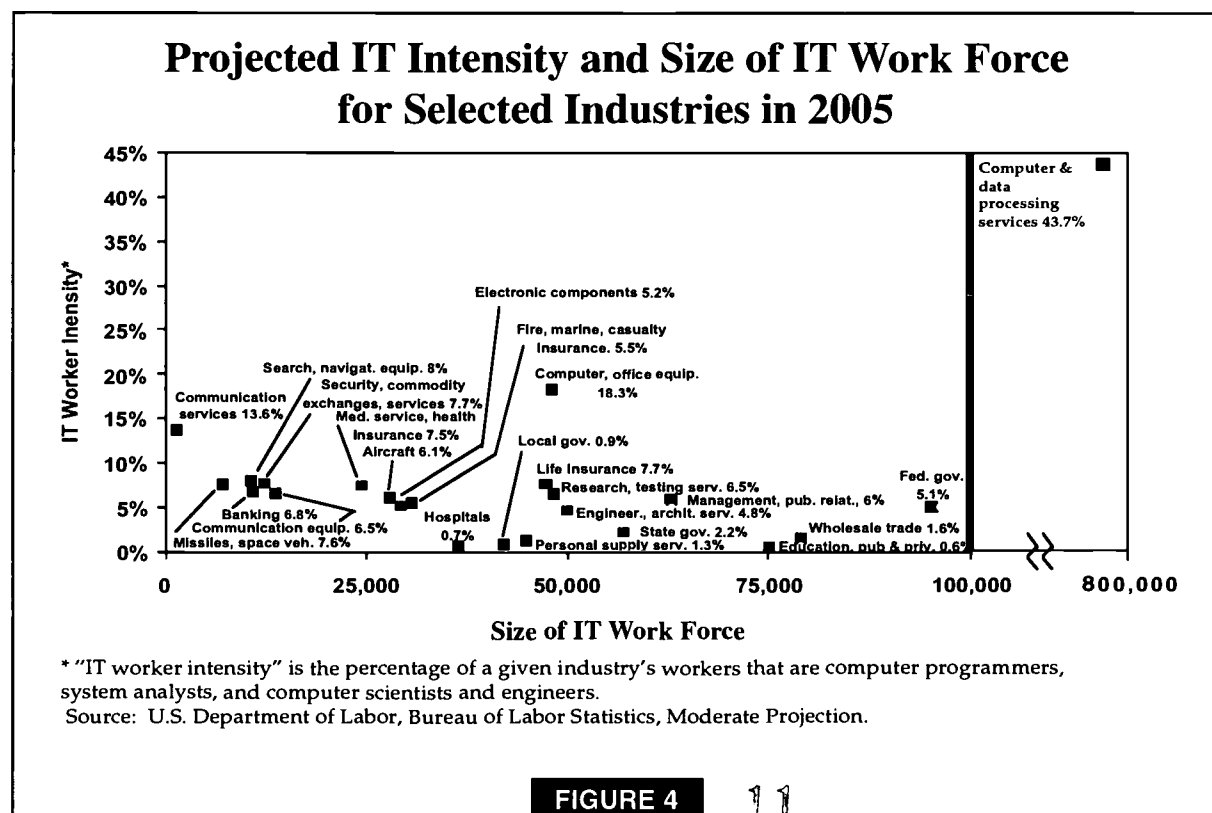 Projected IT Intensity and Size of IT Work Force
for Selected Industries in 2005
45%
40%
35%
30%
25%
20%
15%
10%
5%
0%
IT Worker Inensity*
Computer &
data
processing
services 43.7%
Electronic components 5.2%
Fire, marine, casualty
Insurance. 5.5%
Search, navigat. equip. 8%
Security, commodity
exchanges, services 7.7%
Computer, office equip.
18.3%
Communication
services 13.6%
Med. service, health
Insurance 7.5%
Aircraft 6.1%
Local gov. 0.9%
Life Insurance 7.7%
Research, testing serv. 6.5%
Management, pub. relat., 6%
Fed. gov.
5.1%
Banking 6.8%
Communication equip. 6.5%
Missiles, space veh. 7.6%
Hospitals
0.7%
Engineer., archit. serv. 4.8%
State gov. 2.2%
Wholesale trade 1.6%
Personal supply serv. 1.3%
Education, pub & priv. 0.6%
0
25,000
50,000
75,000
100,000
800,000
Size of IT Work Force
* "IT worker intensity" is the percentage of a given industry's workers that are computer programmers,
system analysts, and computer scientists and engineers.
Source: U.S. Department of Labor, Bureau of Labor Statistics, Moderate Projection.
FIGURE 4
11